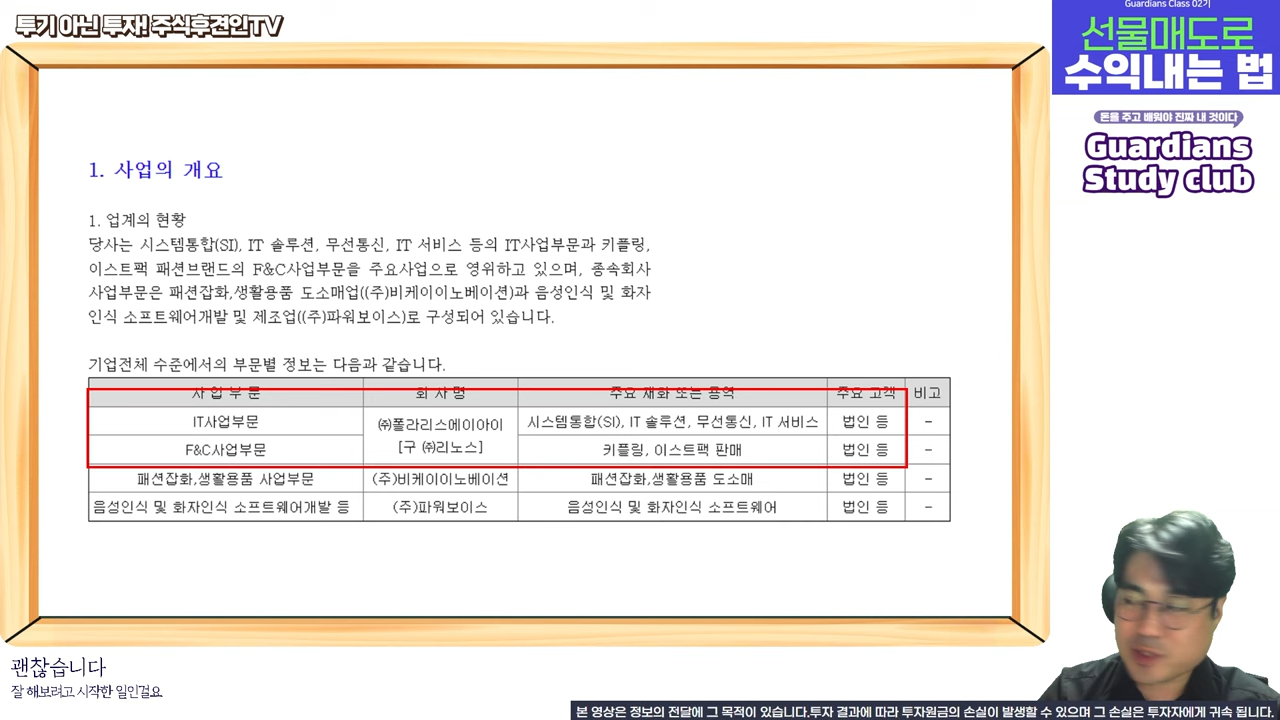 투기 아닌 투자! 주식후견인TV
Guardians Class 02기
선물매도로
수익내는 법
돈을 주고 배워야 진짜 내 것이다
Guardians
Study club
1. 사업의 개요
1. 업계의 현황
당사는 시스템통합(SI), IT 솔루션, 무선통신, IT 서비스 등의 IT사업부문과 키플링,
이스트팩 패션브랜드의 F&C사업부문을 주요사업으로 영위하고 있으며, 종속회사
사업부문은 패션잡화,생활용품 도소매업((주)비케이이노베이션)과 음성인식 및 화자
인식 소프트웨어개발 및 제조업((주)파워보이스)로 구성되어 있습니다.
기업전체 수준에서의 부문별 정보는 다음과 같습니다.
사 업 부 문 회 사 명 주요 재화 또는 용역 주요 고객 비고
IT사업부문 ㈜폴라리스에이아이 [구 ㈜리노스] 시스템통합(SI), IT 솔루션, 무선통신, IT 서비스 법인 등 -
F&C사업부문 키플링, 이스트팩 판매 법인 등 -
패션잡화,생활용품 사업부문 (주)비케이이노베이션 패션잡화,생활용품 도소매 법인 등 -
음성인식 및 화자인식 소프트웨어개발 등 (주)파워보이스 음성인식 및 화자인식 소프트웨어 법인 등 -
괜찮습니다
잘 해보려고 시작한 일인걸요
본 영상은 정보의 전달에 그 목적이 있습니다.투자 결과에 따라 투자원금의 손실이 발생할 수 있으며 그 손실은 투자자에게 귀속 됩니다.